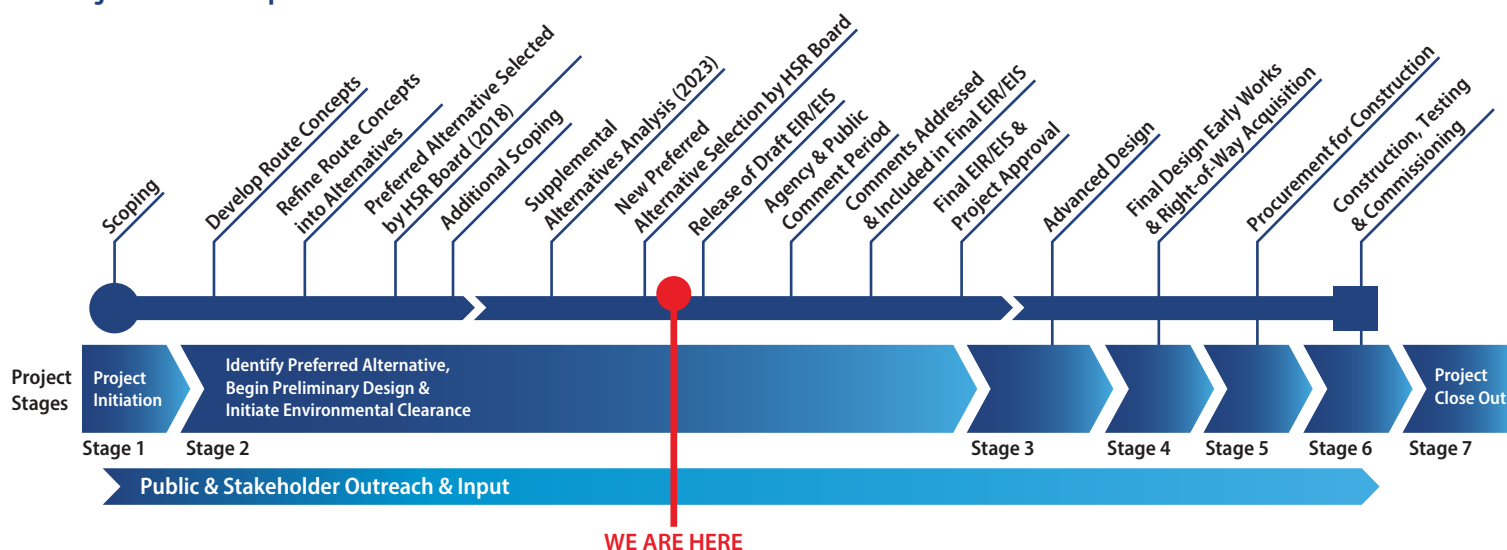 Scoping
Develop Route Concepts
Refine Route Concepts
into Alternatives
Preferred Alternative Selected
by HSR Board (2018)
Additional Scoping
Supplemental
Alternatives Analysis (2023)
New Preferred
Alternative Selection by HSR Board
Release of Draft EIR/EIS
Agency & Public
Comment Period
Comments Addressed
& Included in Final EIR/EIS
Final EIR/EIS &
Project Approval
Advanced Design
Final Design Early Works
& Right-of-Way Acquisition
Procurement for Construction
Construction, Testing
& Commissioning
Project
Stages
Project
Initiation
Identify Preferred Alternative,
Begin Preliminary Design &
Initiate Environmental Clearance
Project
Close Out
Stage 1
Stage 2
Stage 3
Stage 4
Stage 5
Stage 6
Stage 7
Public & Stakeholder Outreach & Input
WE ARE HERE